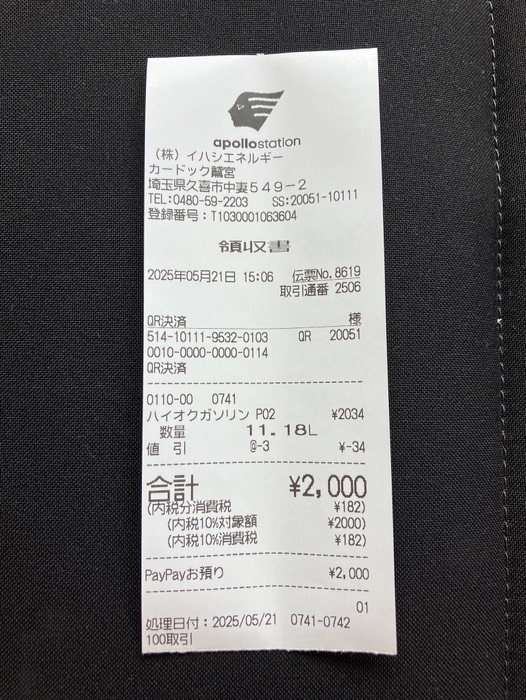 apollostation
(株)イハシエネルギー
カードック鷲宮
埼玉県久喜市中妻549-2
TEL:0480-59-2203 SS:20051-10111
登録番号:T1030001063604
領収書
2025年05月21日 15:06 伝票No.8619
取引通番 2506
QR決済 様
514-10111-9532-0103 QR 20051
0010-0000-0000-0114
QR決済
0110-00 0741
ハイオクガソリン P02 ¥2034
数量 11.18L
値引 @-3 ¥-34
合計 ¥2,000
(内税分消費税 ¥182)
(内税10%対象額 ¥2000)
(内税10%消費税 ¥182)
PayPayお預り ¥2,000
01
処理日付:2025/05/21 0741-0742
100取引